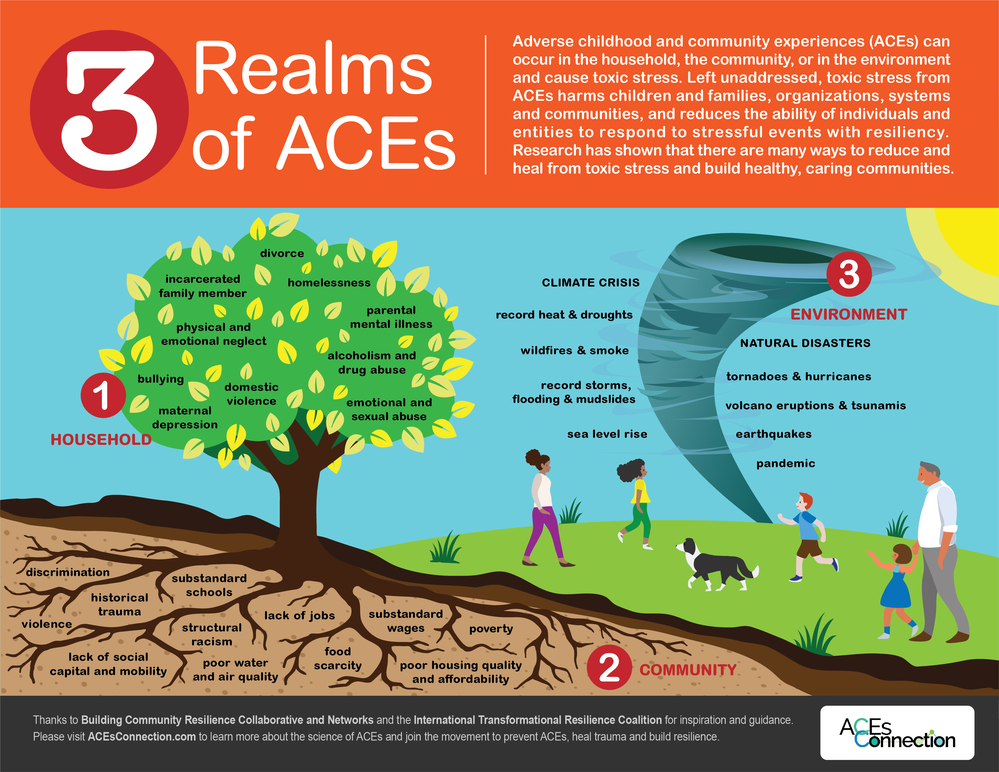 3 Realms
of ACEs
Adverse childhood and community experiences (ACEs) can
occur in the household, the community, or in the environment
and cause toxic stress. Left unaddressed, toxic stress from
ACEs harms children and families, organizations, systems
and communities, and reduces the ability of individuals and
entities to respond to stressful events with resiliency.
Research has shown that there are many ways to reduce and
heal from toxic stress and build healthy, caring communities.
1
HOUSEHOLD
divorce
incarcerated
family member
homelessness
parental
mental illness
physical and
emotional neglect
alcoholism and
drug abuse
bullying
domestic
violence
emotional and
sexual abuse
maternal
depression
3
ENVIRONMENT
CLIMATE CRISIS
record heat & droughts
wildfires & smoke
record storms,
flooding & mudslides
sea level rise
NATURAL DISASTERS
tornadoes & hurricanes
volcano eruptions & tsunamis
earthquakes
pandemic
2
COMMUNITY
discrimination
substandard
schools
historical
trauma
violence
structural
racism
lack of jobs
substandard
wages
poverty
lack of social
capital and mobility
poor water
and air quality
food
scarcity
poor housing quality
and affordability
Thanks to Building Community Resilience Collaborative and Networks and the International Transformational Resilience Coalition for inspiration and guidance.
Please visit ACEsConnection.com to learn more about the science of ACEs and join the movement to prevent ACEs, heal trauma and build resilience.
ACEs
Connection